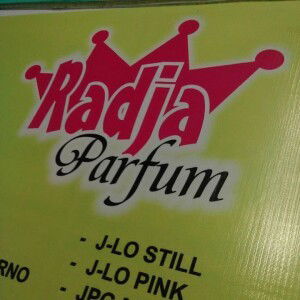 Radja
Parfum
- J-LO STILL
RNO - J-LO PINK